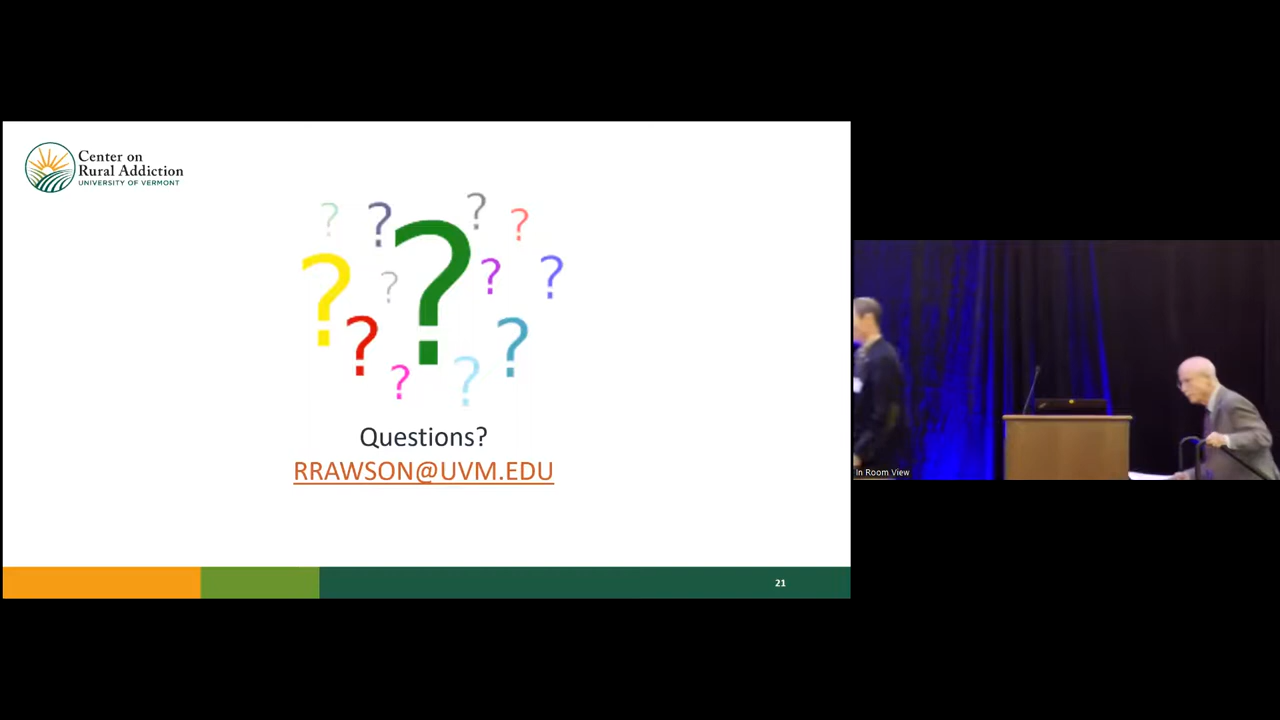 Center on
Rural Addiction
UNIVERSITY OF VERMONT
? ? ? ?
? ? ? ? ?
? ? ? ?
Questions?
RRAWSON@UVM.EDU
21
In Room View